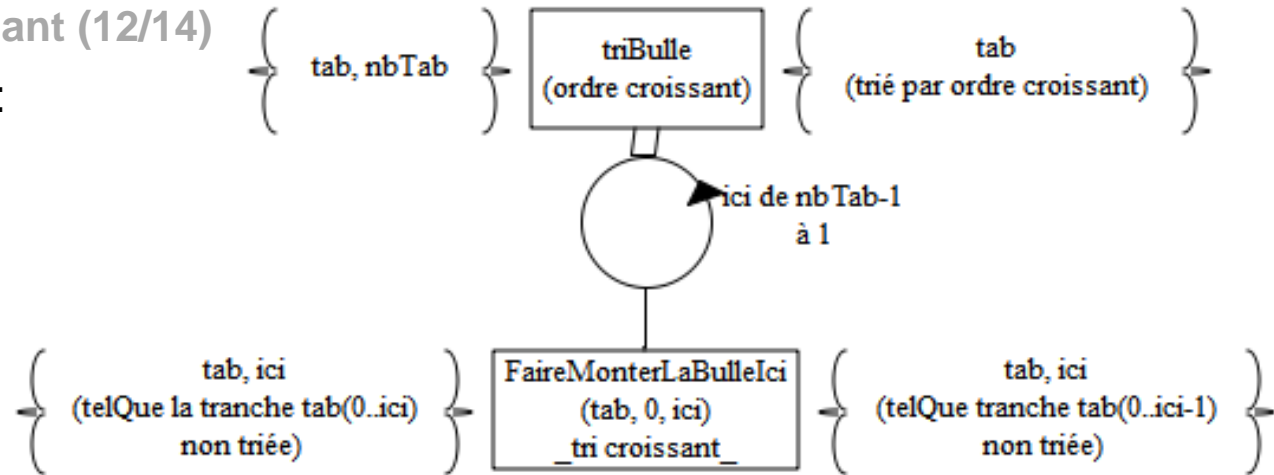 ant (12/14)
:
tab, nbTab
triBulle
(ordre croissant)
tab
(trié par ordre croissant)
ici de nbTab-1
à 1
tab, ici
(telQue la tranche tab(0..ici)
non triée)
FaireMonterLaBulleIci
(tab, 0, ici)
_tri croissant_
tab, ici
(telQue tranche tab(0..ici-1)
non triée)